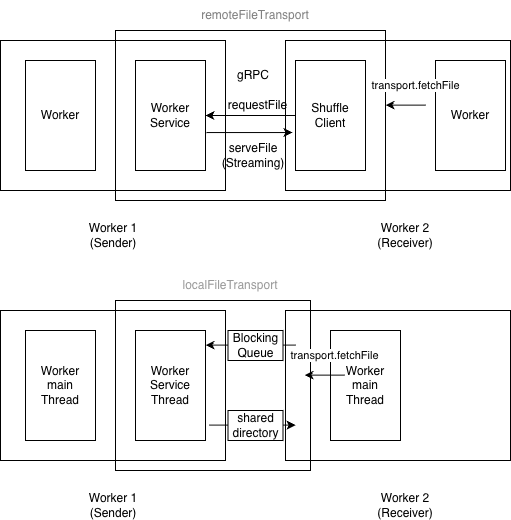 remoteFileTransport
gRPC
transport.fetchFile
requestFile
Worker
Worker
Service
Shuffle
Client
Worker
serveFile
(Streaming)
Worker 1
(Sender)
Worker 2
(Receiver)
localFileTransport
Blocking
Queue
transport.fetchFile
Worker
main
Thread
Worker
Service
Thread
Worker
main
Thread
shared
directory
Worker 1
(Sender)
Worker 2
(Receiver)